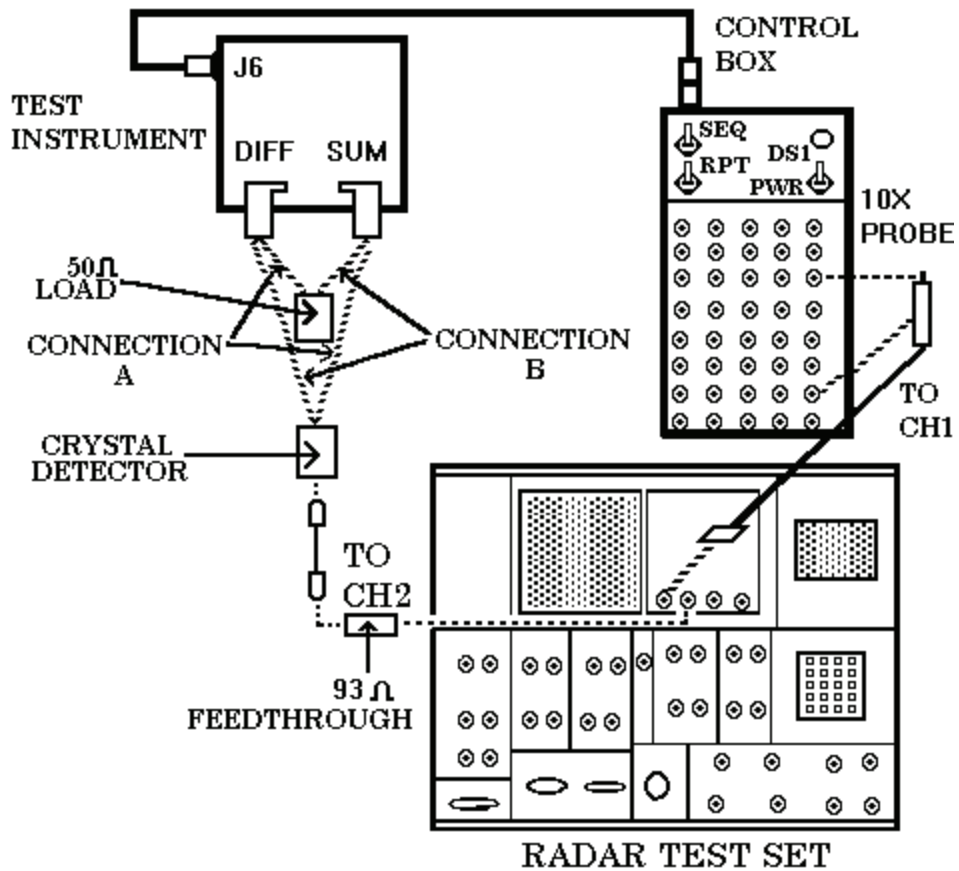 CONTROL
BOX
J6
TEST
INSTRUMENT
DIFF SUM
SEQ
DS1
RPT
PWR
10X
PROBE
50Ω
LOAD
CONNECTION
A
CONNECTION
B
TO
CH1
CRYSTAL
DETECTOR
TO
CH2
93 Ω
FEEDTHROUGH
RADAR TEST SET